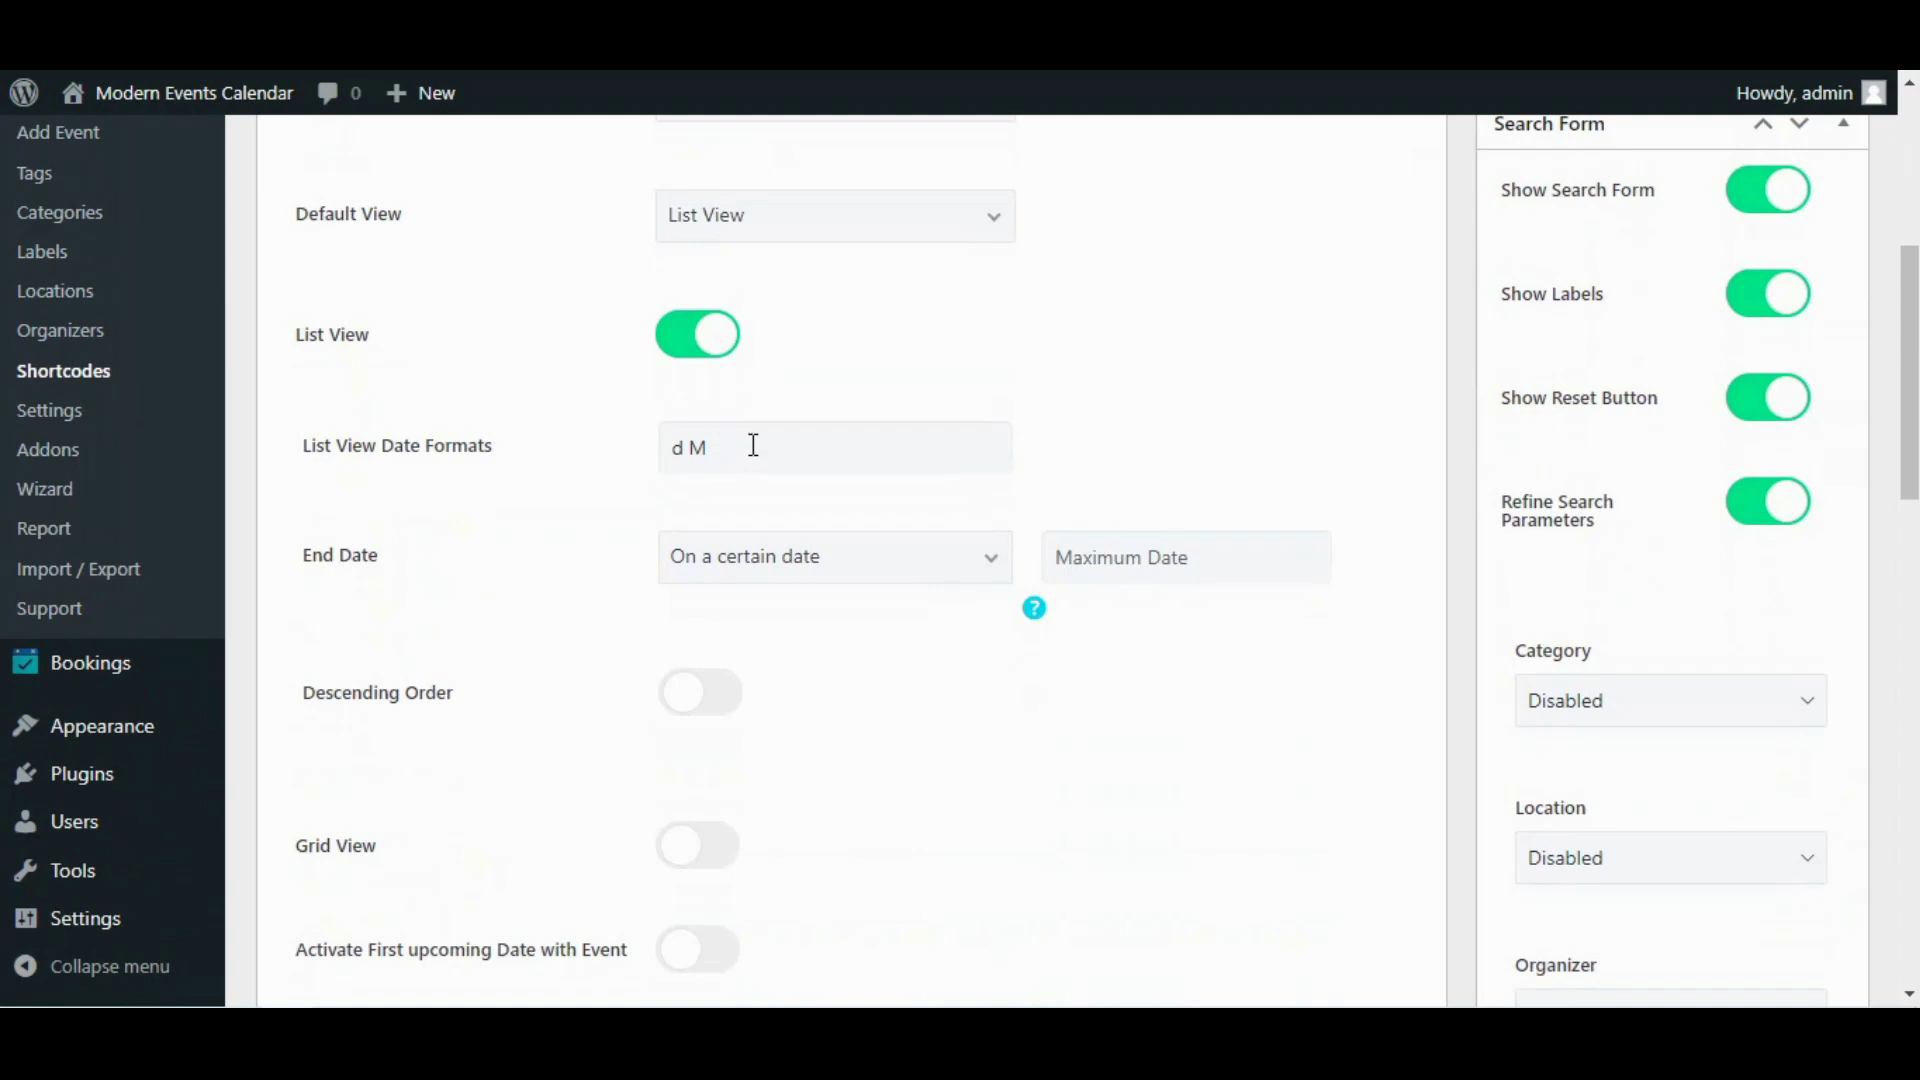 Modern Events Calendar
0
New
Howdy, admin
Add Event
Tags
Categories
Labels
Locations
Organizers
Shortcodes
Settings
Addons
Wizard
Report
Import / Export
Support
Bookings
Appearance
Plugins
Users
Tools
Settings
Collapse menu
Default View
List View
List View
List View Date Formats
d M
End Date
On a certain date
Maximum Date
?
Descending Order
Grid View
Activate First upcoming Date with Event
Search Form
Show Search Form
Show Labels
Show Reset Button
Refine Search
Parameters
Category
Disabled
Location
Disabled
Organizer